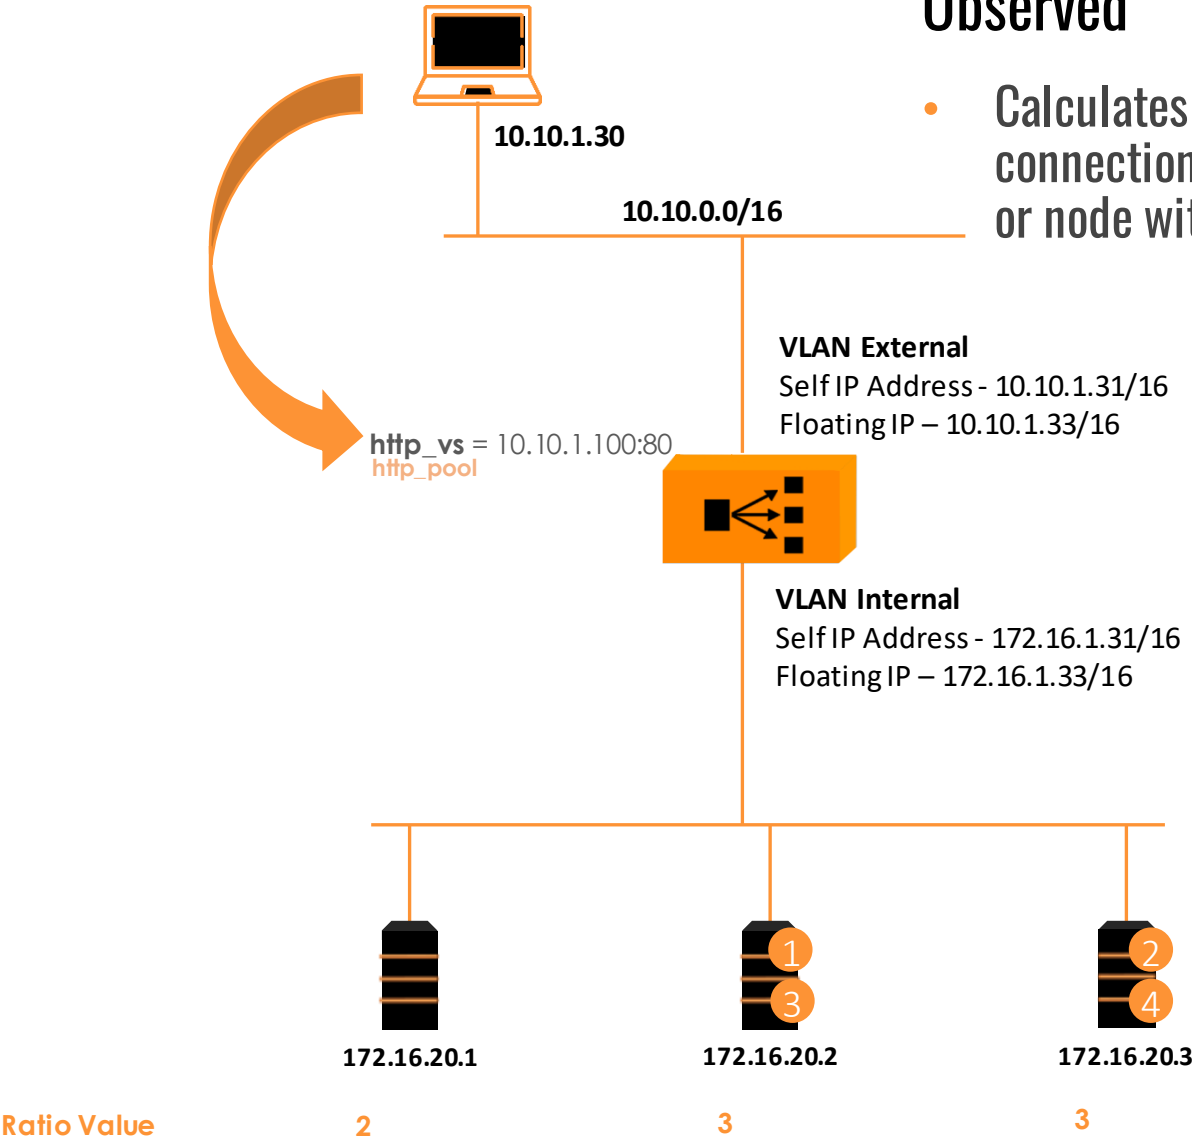 Observed
• Calculates
connection
or node wit
10.10.1.30
10.10.0.0/16
VLAN External
Self IP Address - 10.10.1.31/16
Floating IP – 10.10.1.33/16
http_vs = 10.10.1.100:80
http_pool
VLAN Internal
Self IP Address - 172.16.1.31/16
Floating IP – 172.16.1.33/16
1
2
3
4
172.16.20.1
172.16.20.2
172.16.20.3
Ratio Value 2 3 3